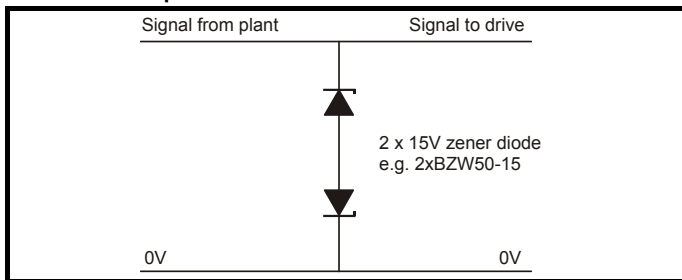 Signal from plant
Signal to drive
2 x 15V zener diode
e.g. 2xBZW50-15
0V
0V